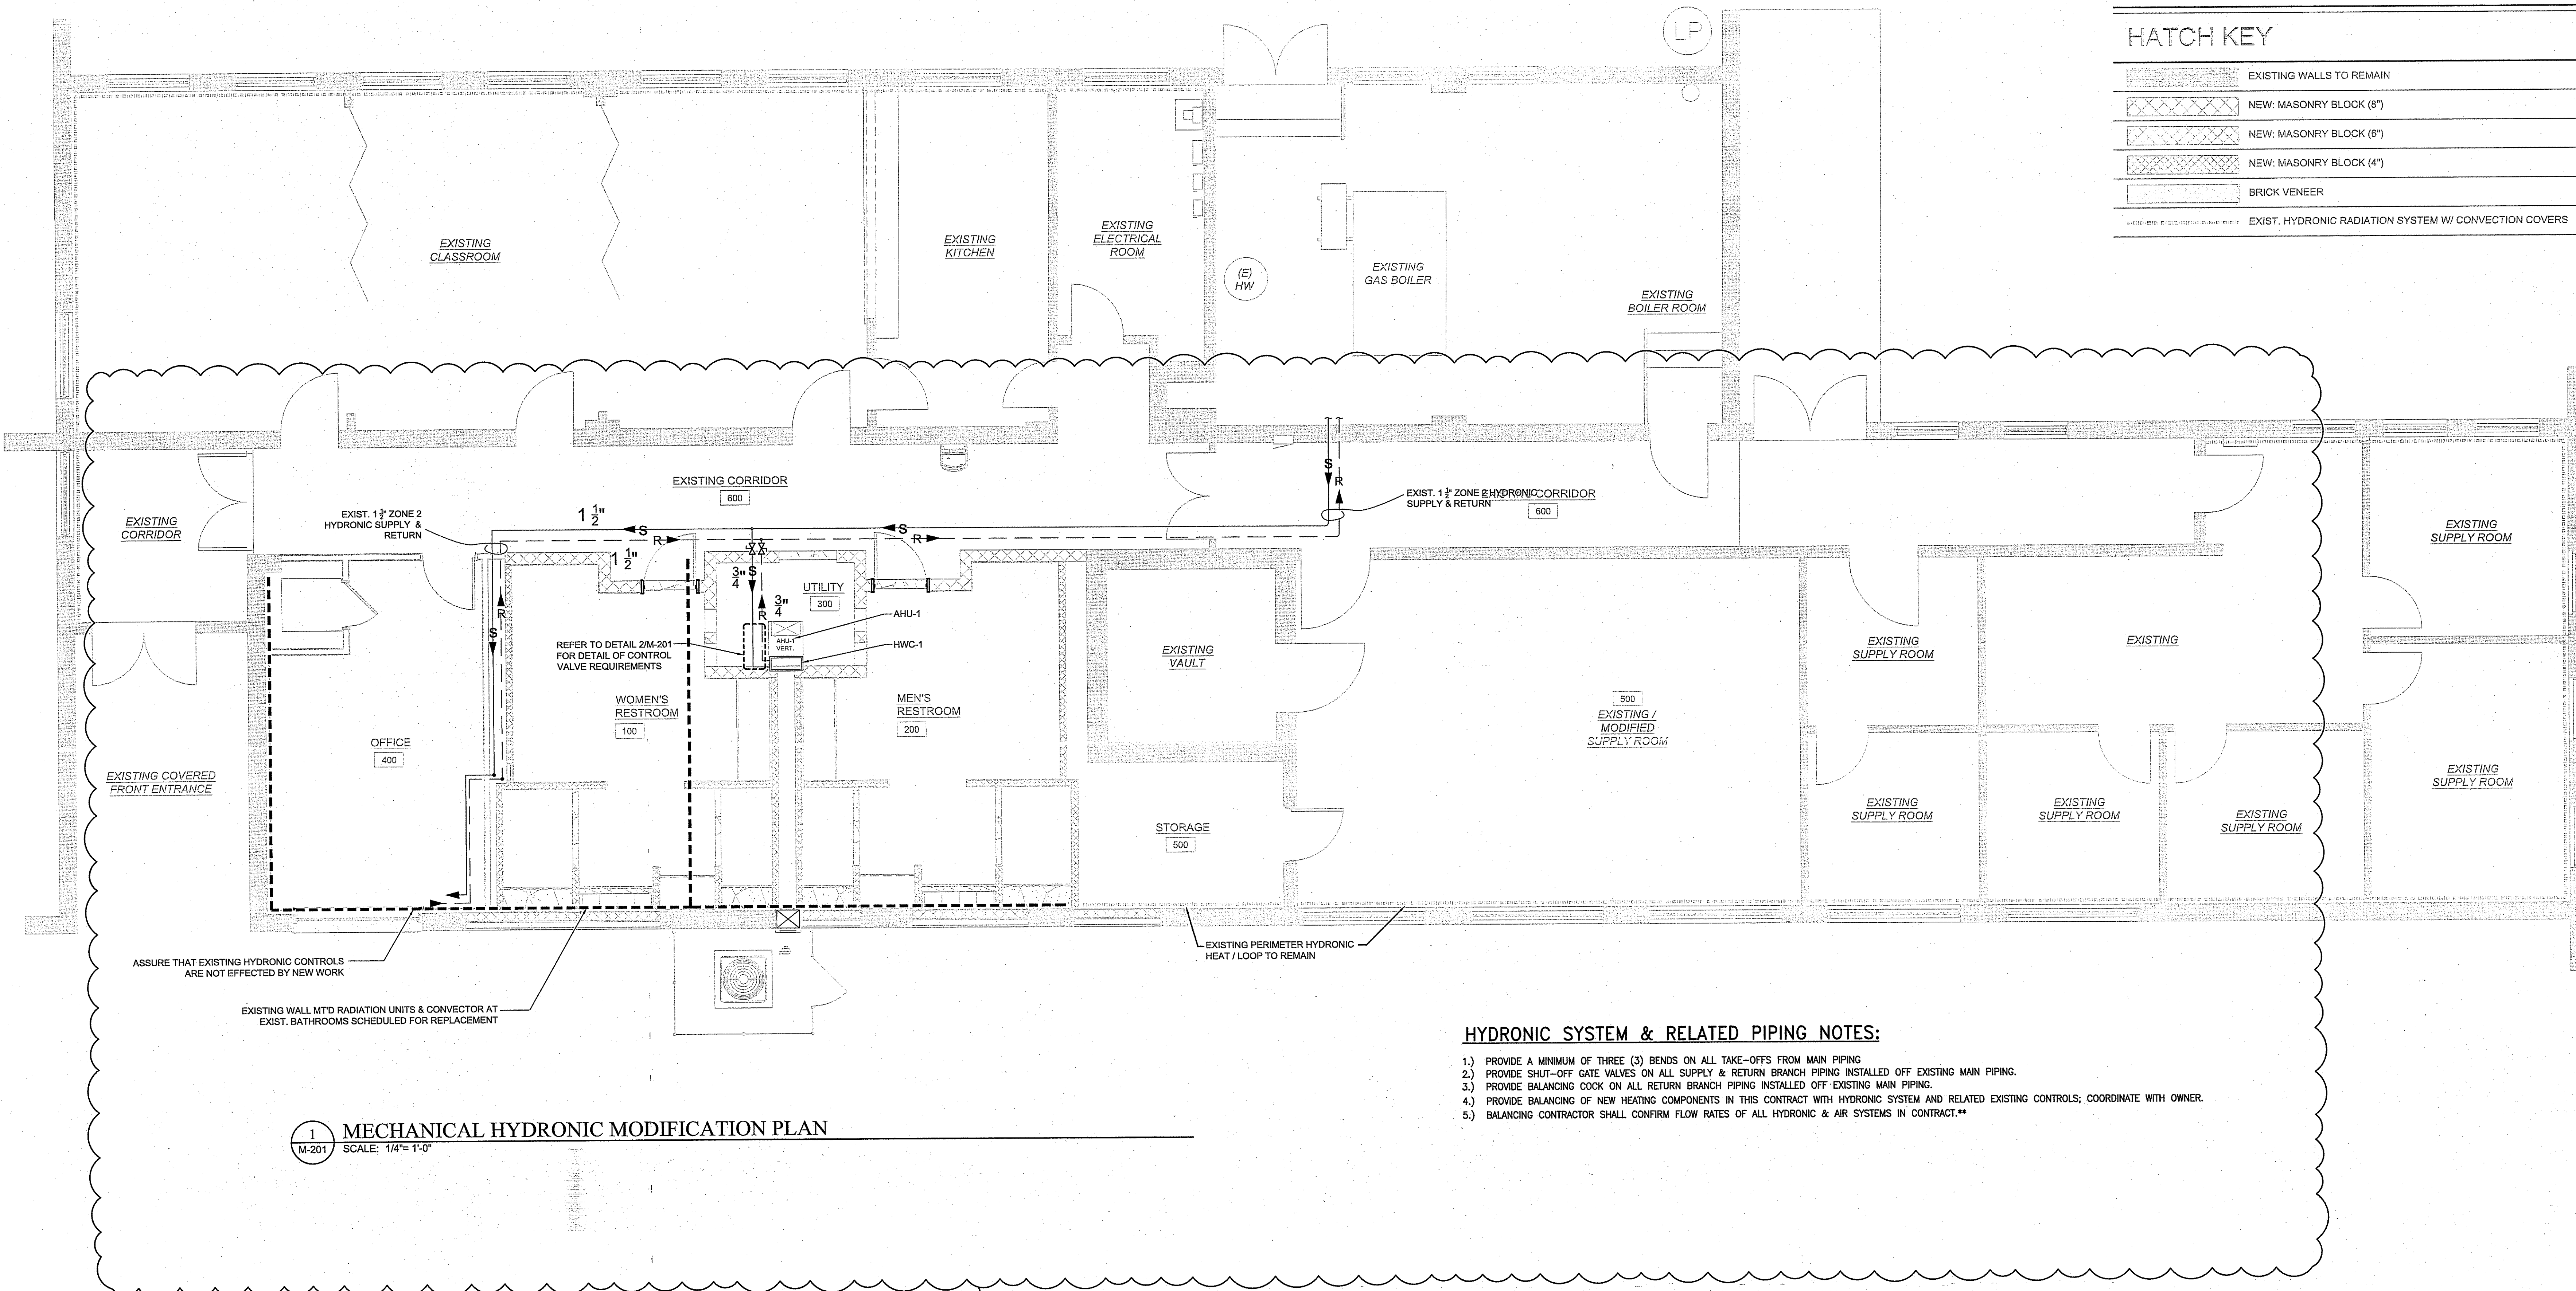 LP
HATCH KEY
EXISTING WALLS TO REMAIN
NEW: MASONRY BLOCK (8")
NEW: MASONRY BLOCK (6")
NEW: MASONRY BLOCK (4")
BRICK VENEER
EXIST. HYDRONIC RADIATION SYSTEM W/ CONVECTION COVERS
EXISTING
CLASSROOM
EXISTING
KITCHEN
EXISTING
ELECTRICAL
ROOM
(E)
HW
EXISTING
GAS BOILER
EXISTING
BOILER ROOM
EXISTING
CORRIDOR
EXIST. 1 1/2" ZONE 2
HYDRONIC SUPPLY &
RETURN
EXISTING CORRIDOR
600
1 1/2"
S
R
S
R
S
R
EXIST. 1 1/2" ZONE 2 HYDRONIC
SUPPLY & RETURN
EXISTING CORRIDOR
600
EXISTING
SUPPLY ROOM
1 1/2"
3/4"
S
3/4"
R
UTILITY
300
AHU-1
AHU-1
VERT.
HWC-1
REFER TO DETAIL 2/M-201
FOR DETAIL OF CONTROL
VALVE REQUIREMENTS
R
S
WOMEN'S
RESTROOM
100
MEN'S
RESTROOM
200
OFFICE
400
EXISTING COVERED
FRONT ENTRANCE
EXISTING
VAULT
STORAGE
500
500
EXISTING /
MODIFIED
SUPPLY ROOM
EXISTING
SUPPLY ROOM
EXISTING
EXISTING
SUPPLY ROOM
EXISTING
SUPPLY ROOM
EXISTING
SUPPLY ROOM
EXISTING
SUPPLY ROOM
ASSURE THAT EXISTING HYDRONIC CONTROLS
ARE NOT EFFECTED BY NEW WORK
EXISTING WALL MT'D RADIATION UNITS & CONVECTOR AT
EXIST. BATHROOMS SCHEDULED FOR REPLACEMENT
EXISTING PERIMETER HYDRONIC
HEAT / LOOP TO REMAIN
HYDRONIC SYSTEM & RELATED PIPING NOTES:
1.) PROVIDE A MINIMUM OF THREE (3) BENDS ON ALL TAKE-OFFS FROM MAIN PIPING
2.) PROVIDE SHUT-OFF GATE VALVES ON ALL SUPPLY & RETURN BRANCH PIPING INSTALLED OFF EXISTING MAIN PIPING.
3.) PROVIDE BALANCING COCK ON ALL RETURN BRANCH PIPING INSTALLED OFF EXISTING MAIN PIPING.
4.) PROVIDE BALANCING OF NEW HEATING COMPONENTS IN THIS CONTRACT WITH HYDRONIC SYSTEM AND RELATED EXISTING CONTROLS; COORDINATE WITH OWNER.
5.) BALANCING CONTRACTOR SHALL CONFIRM FLOW RATES OF ALL HYDRONIC & AIR SYSTEMS IN CONTRACT.**
1
M-201
MECHANICAL HYDRONIC MODIFICATION PLAN
SCALE: 1/4"= 1'-0"